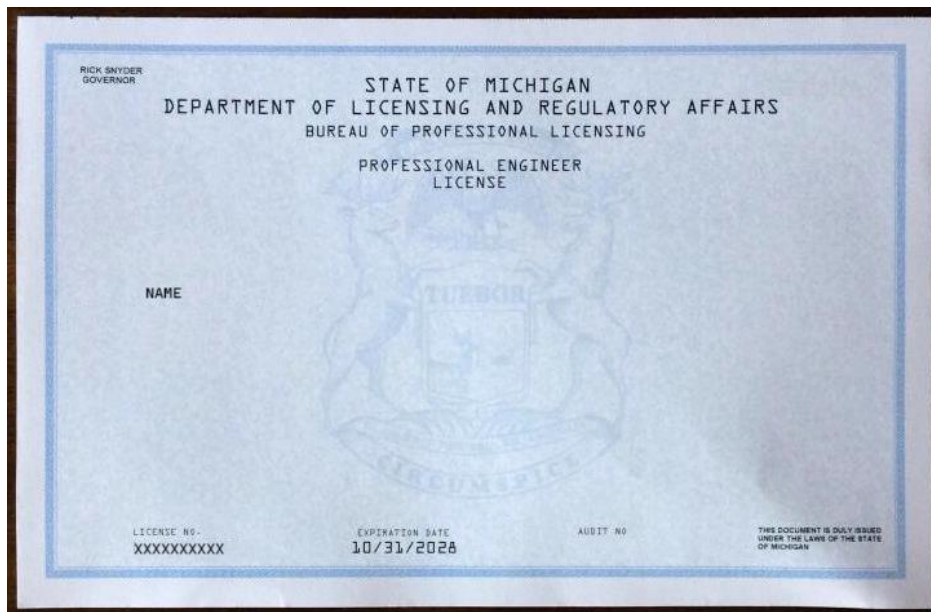 RICK SNYDER
GOVERNOR
STATE OF MICHIGAN
DEPARTMENT OF LICENSING AND REGULATORY AFFAIRS
BUREAU OF PROFESSIONAL LICENSING
PROFESSIONAL ENGINEER
LICENSE
NAME
TUEBOR
CIRCUMSPICE
LICENSE NO.
XXXXXXXXXX
EXPIRATION DATE
10/31/2028
AUDIT NO
THIS DOCUMENT IS DULY ISSUED
UNDER THE LAWS OF THE STATE
OF MICHIGAN